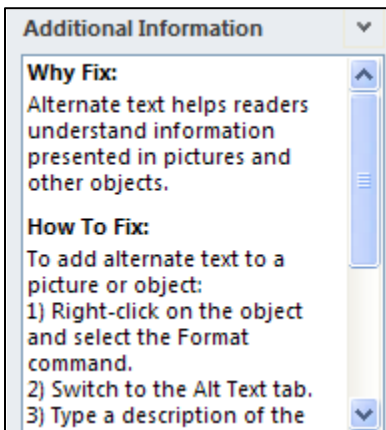 Additional Information
Why Fix:
Alternate text helps readers
understand information
presented in pictures and
other objects.
How To Fix:
To add alternate text to a
picture or object:
1) Right-click on the object
and select the Format
command.
2) Switch to the Alt Text tab.
3) Type a description of the